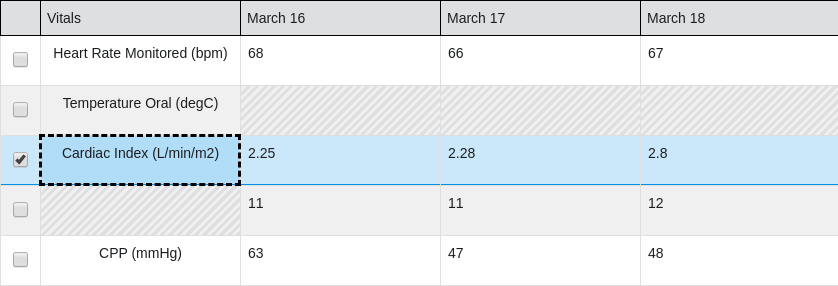 Vitals March 16 March 17 March 18
Heart Rate Monitored (bpm) 68 66 67
Temperature Oral (degC)
Cardiac Index (L/min/m2) 2.25 2.28 2.8
11 11 12
CPP (mmHg) 63 47 48